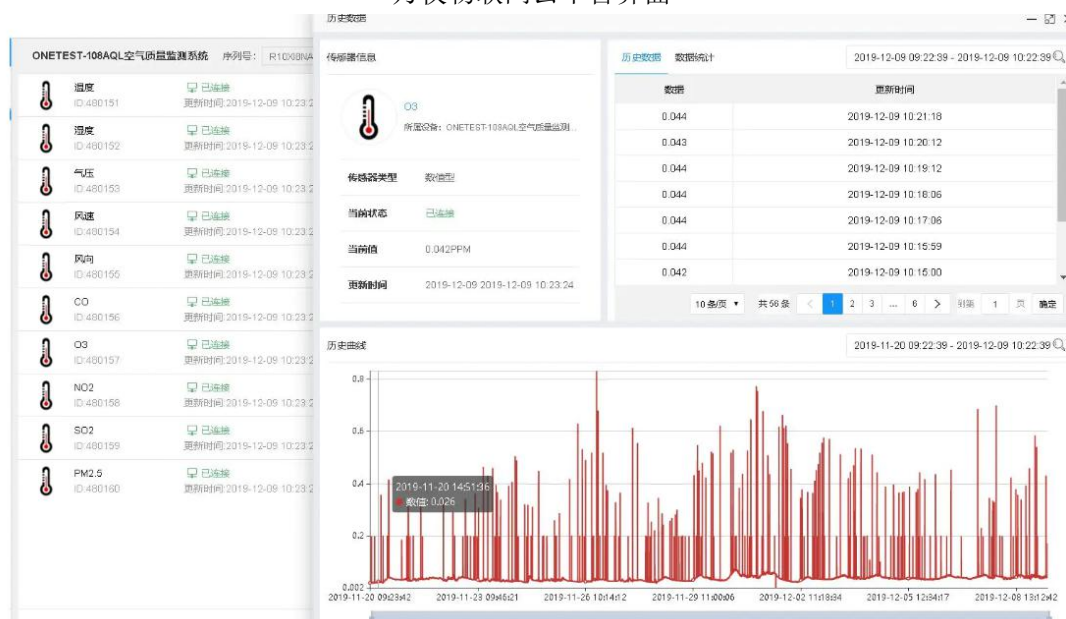 历史数据
ONETEST-108AQL空气质量监测系统 序列号：
温度 已连接
ID:480151 更新时间:2019-12-09 10:23:2
湿度 已连接
ID:480152 更新时间:2019-12-09 10:23:2
气压 已连接
ID:480153 更新时间:2019-12-09 10:23:2
风速 已连接
ID:480154 更新时间:2019-12-09 10:23:2
风向 已连接
ID:480155 更新时间:2019-12-09 10:23:2
CO 已连接
ID:480156 更新时间:2019-12-09 10:23:2
O3 已连接
ID:480157 更新时间:2019-12-09 10:23:2
NO2 已连接
ID:480158 更新时间:2019-12-09 10:23:2
SO2 已连接
ID:480159 更新时间:2019-12-09 10:23:2
PM2.5 已连接
ID:480160 更新时间:2019-12-09 10:23:2
传感器信息
O3
所属设备：ONETEST-108AQL空气质量监测...
传感器类型 数值型
当前状态 已连接
当前值 0.042PPM
更新时间 2019-12-09 2019-12-09 10:23:24
历史数据 数据统计 2019-12-09 09:22:39 - 2019-12-09 10:22:39
数据 更新时间
0.044 2019-12-09 10:21:18
0.043 2019-12-09 10:20:12
0.044 2019-12-09 10:19:12
0.044 2019-12-09 10:18:06
0.044 2019-12-09 10:17:06
0.044 2019-12-09 10:15:59
0.042 2019-12-09 10:15:00
10条/页 共56条 < 1 2 3 ... 6 > 到第 1 页 确定
历史曲线 2019-11-20 09:22:39 - 2019-12-09 10:22:39
0.8
0.6
0.4
0.2
0.002
2019-11-20 14:51:36
数值: 0.026
2019-11-20 09:23:42 2019-11-23 09:46:21 2019-11-26 10:14:12 2019-11-29 11:00:06 2019-12-02 11:18:34 2019-12-05 12:34:17 2019-12-08 13:12:42